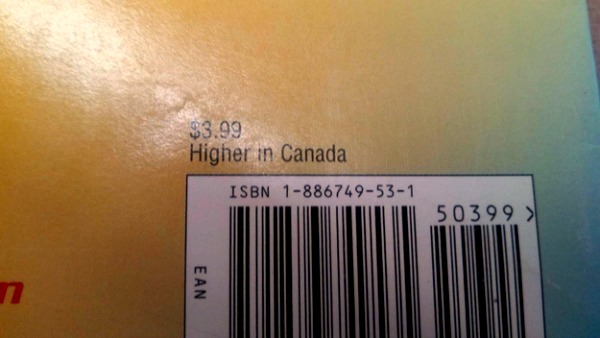 $3.99
Higher in Canada
ISBN 1-886749-53-1
50399 >
EAN
n